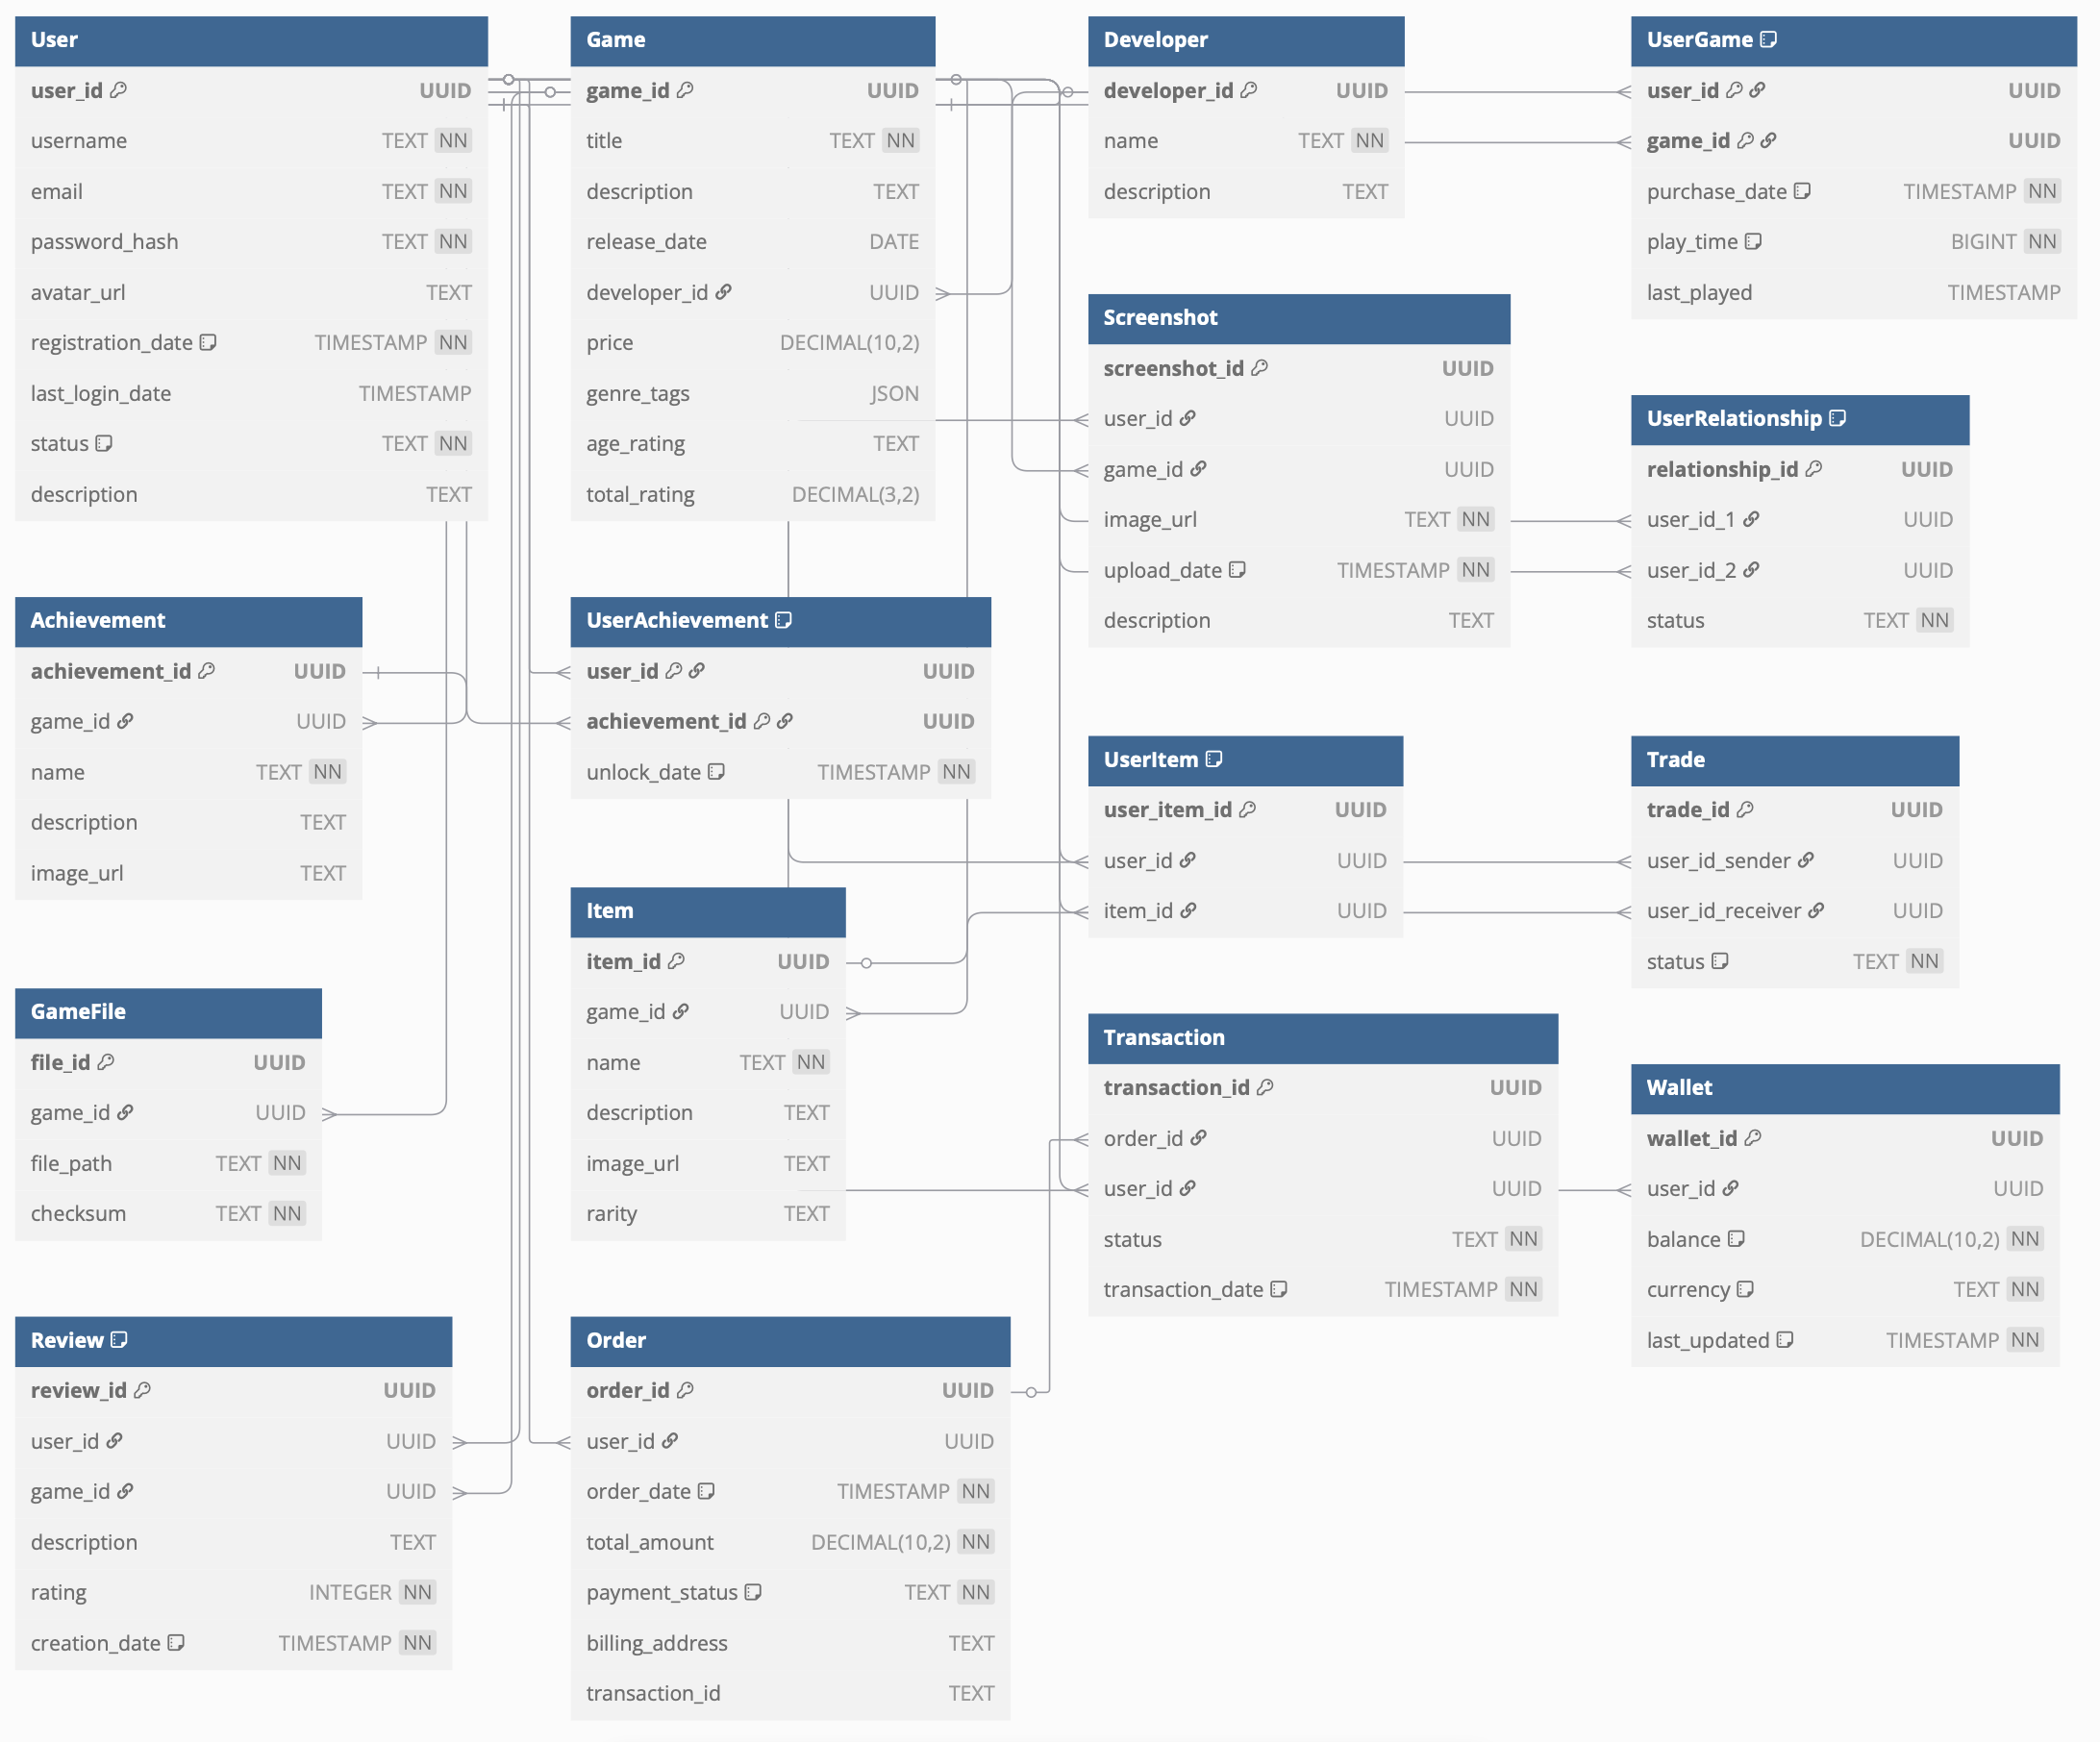 User
user_id UUID
username TEXT NN
email TEXT NN
password_hash TEXT NN
avatar_url TEXT
registration_date TIMESTAMP NN
last_login_date TIMESTAMP
status TEXT NN
description TEXT
Game
game_id UUID
title TEXT NN
description TEXT
release_date DATE
developer_id UUID
price DECIMAL(10,2)
genre_tags JSON
age_rating TEXT
total_rating DECIMAL(3,2)
Developer
developer_id UUID
name TEXT NN
description TEXT
UserGame
user_id UUID
game_id UUID
purchase_date TIMESTAMP NN
play_time BIGINT NN
last_played TIMESTAMP
Screenshot
screenshot_id UUID
user_id UUID
game_id UUID
image_url TEXT NN
upload_date TIMESTAMP NN
description TEXT
UserRelationship
relationship_id UUID
user_id_1 UUID
user_id_2 UUID
status TEXT NN
Achievement
achievement_id UUID
game_id UUID
name TEXT NN
description TEXT
image_url TEXT
UserAchievement
user_id UUID
achievement_id UUID
unlock_date TIMESTAMP NN
UserItem
user_item_id UUID
user_id UUID
item_id UUID
Trade
trade_id UUID
user_id_sender UUID
user_id_receiver UUID
status TEXT NN
Item
item_id UUID
game_id UUID
name TEXT NN
description TEXT
image_url TEXT
rarity TEXT
GameFile
file_id UUID
game_id UUID
file_path TEXT NN
checksum TEXT NN
Transaction
transaction_id UUID
order_id UUID
user_id UUID
status TEXT NN
transaction_date TIMESTAMP NN
Wallet
wallet_id UUID
user_id UUID
balance DECIMAL(10,2) NN
currency TEXT NN
last_updated TIMESTAMP NN
Review
review_id UUID
user_id UUID
game_id UUID
description TEXT
rating INTEGER NN
creation_date TIMESTAMP NN
Order
order_id UUID
user_id UUID
order_date TIMESTAMP NN
total_amount DECIMAL(10,2) NN
payment_status TEXT NN
billing_address TEXT
transaction_id TEXT